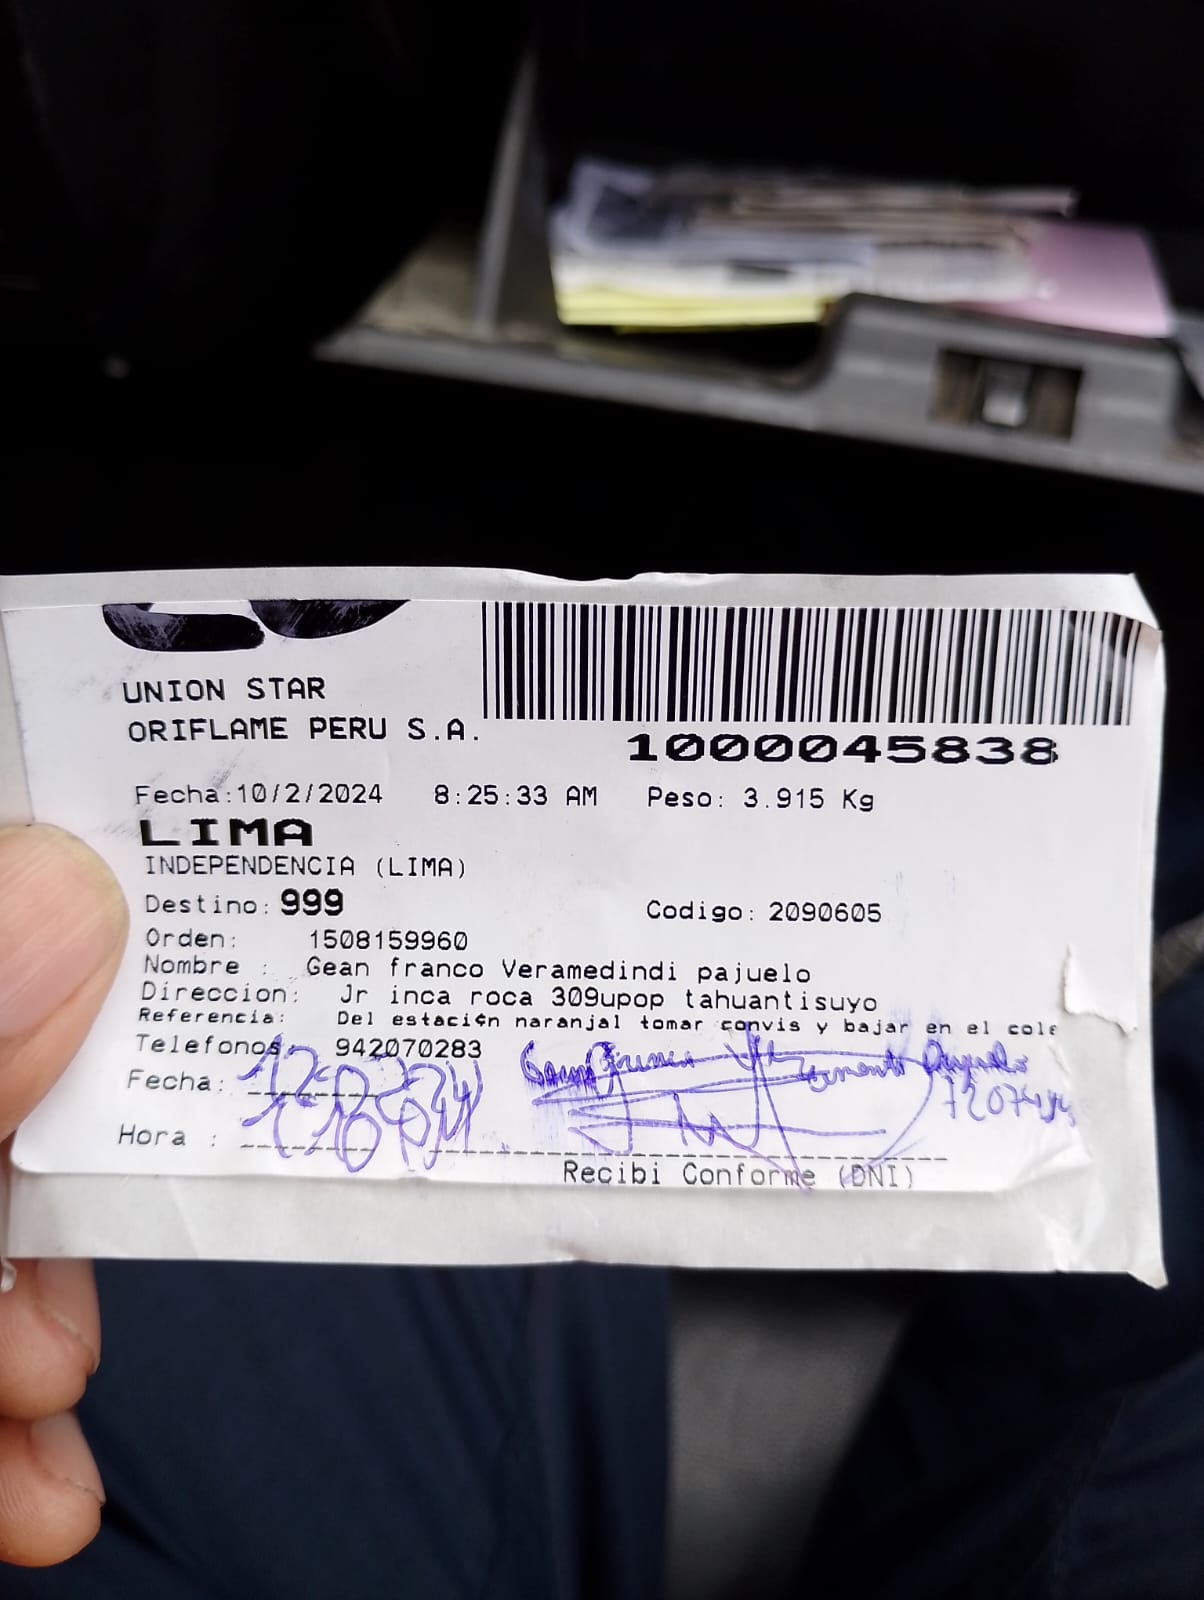 UNION STAR
ORIFLAME PERU S.A.
1000045838
Fecha:10/2/2024 8:25:33 AM Peso: 3.915 Kg
LIMA
INDEPENDENCIA (LIMA)
Destino: 999 Codigo: 2090605
Orden: 1508159960
Nombre : Gean franco Veramedindi pajuelo
Direccion: Jr inca roca 309upop tahuantisuyo
Referencia: Del estaci¢n naranjal tomar convis y bajar en el cole
Telefonos: 942070283
Fecha:
Hora :
Recibi Conforme (DNI)